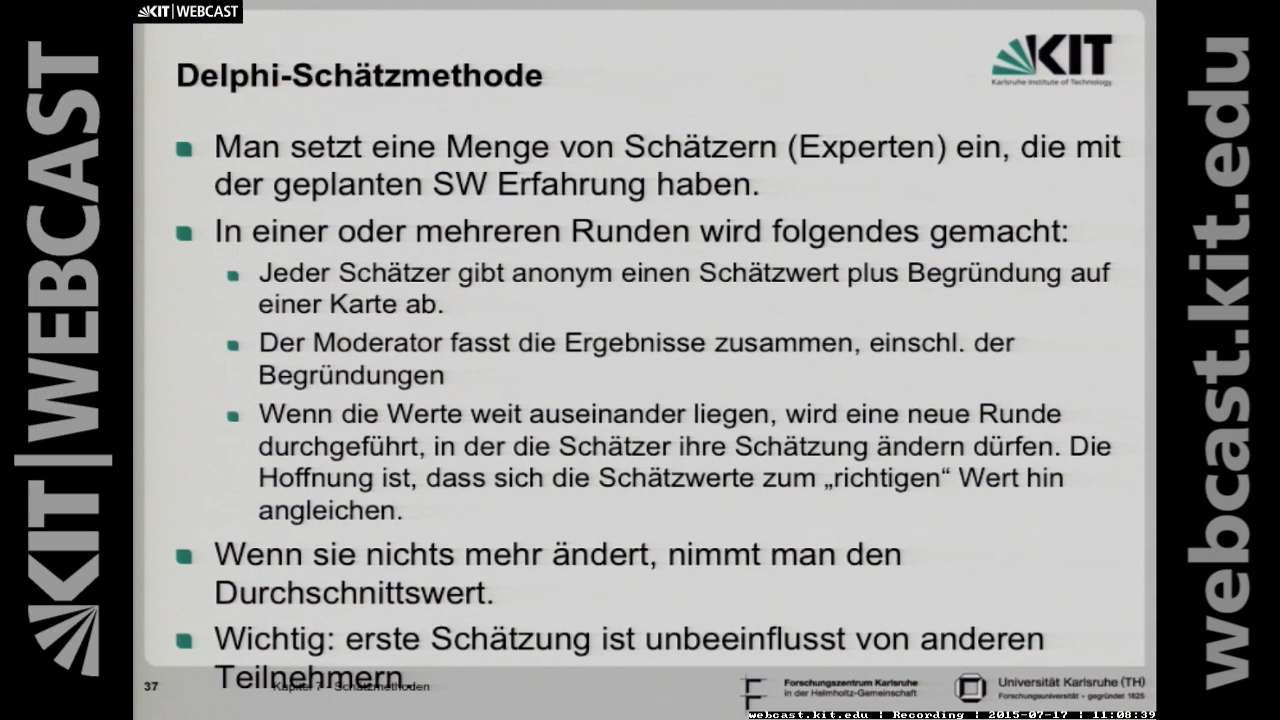 KIT | WEBCAST
KIT | WEBCAST
webcast.kit.edu
KIT
Karlsruhe Institute of Technology
Delphi-Schätzmethode
Man setzt eine Menge von Schätzern (Experten) ein, die mit
der geplanten SW Erfahrung haben.
In einer oder mehreren Runden wird folgendes gemacht:
Jeder Schätzer gibt anonym einen Schätzwert plus Begründung auf
einer Karte ab.
Der Moderator fasst die Ergebnisse zusammen, einschl. der
Begründungen
Wenn die Werte weit auseinander liegen, wird eine neue Runde
durchgeführt, in der die Schätzer ihre Schätzung ändern dürfen. Die
Hoffnung ist, dass sich die Schätzwerte zum „richtigen“ Wert hin
angleichen.
Wenn sie nichts mehr ändert, nimmt man den
Durchschnittswert.
Wichtig: erste Schätzung ist unbeeinflusst von anderen
Teilnehmern.
37
Kapitel 7 - Schätzmethoden
Forschungszentrum Karlsruhe
in der Helmholtz-Gemeinschaft
Universität Karlsruhe (TH)
Forschungsuniversität • gegründet 1825
webcast.kit.edu | Recording | 2015-07-17 | 11:08:39